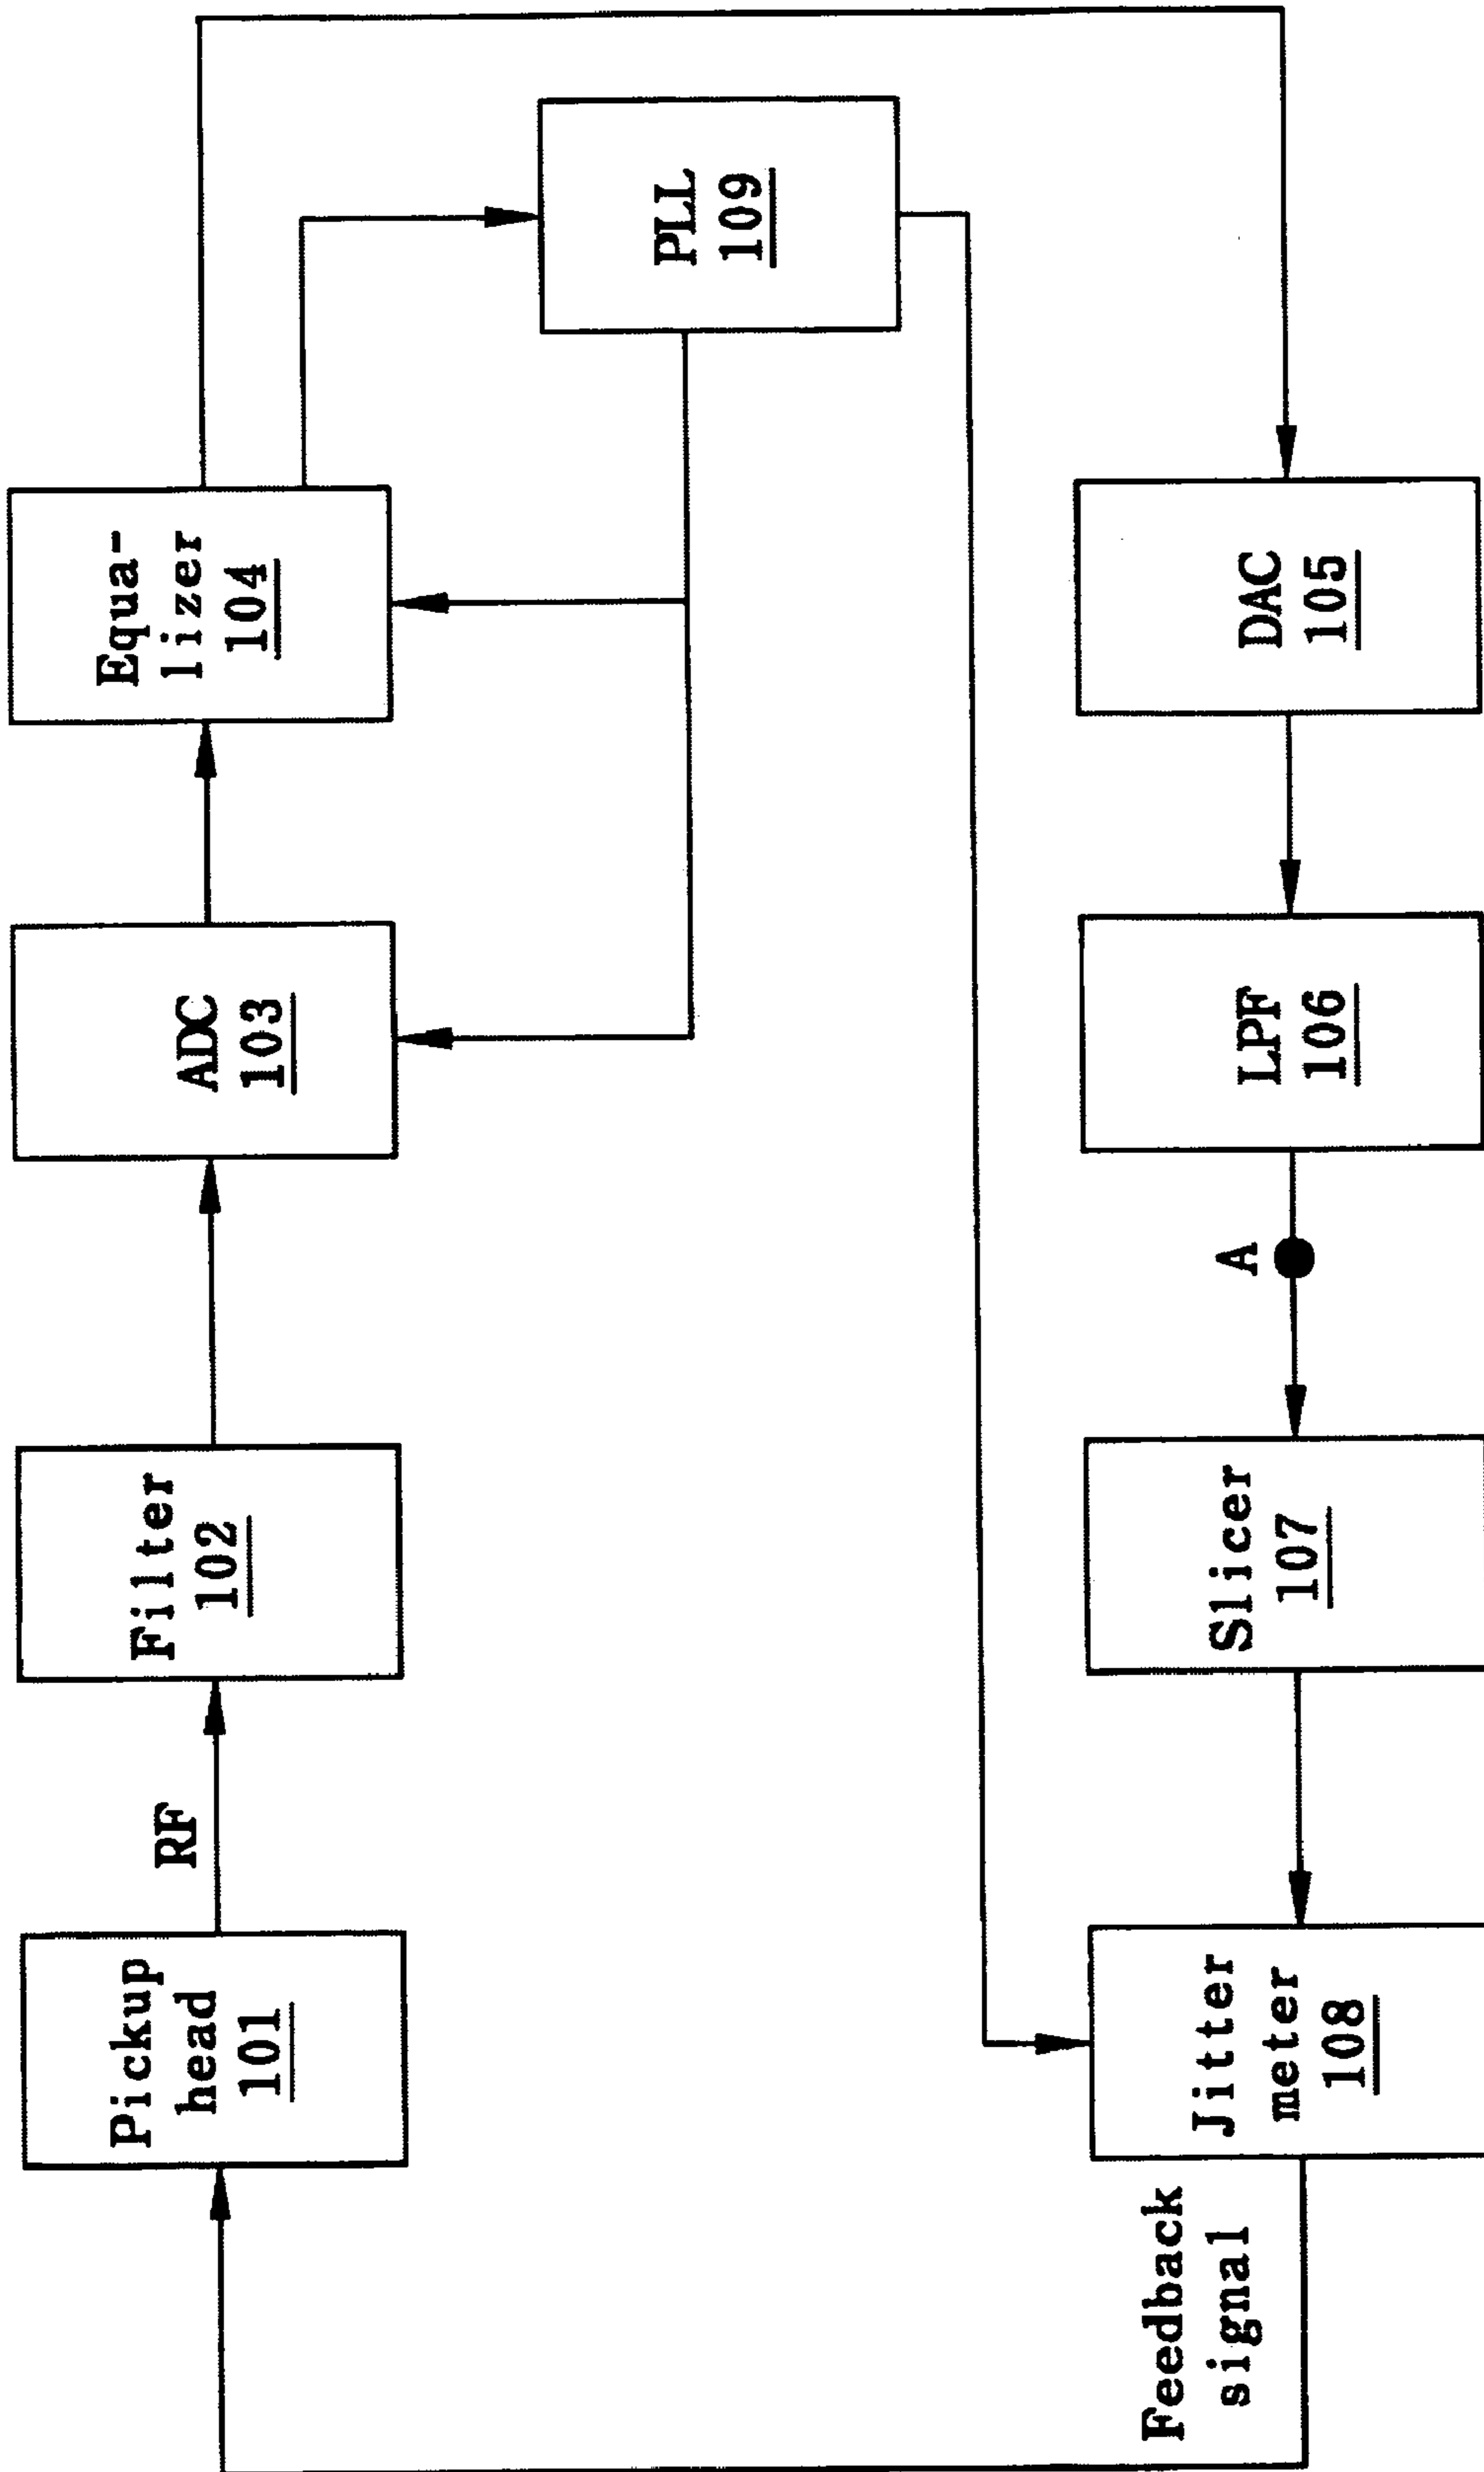 Pickup
head
101
RF
Filter
102
ADC
103
Equa-
lizer
104
PLL
109
Feedback
signal
Jitter
meter
108
Slicer
107
A
LPF
106
DAC
105